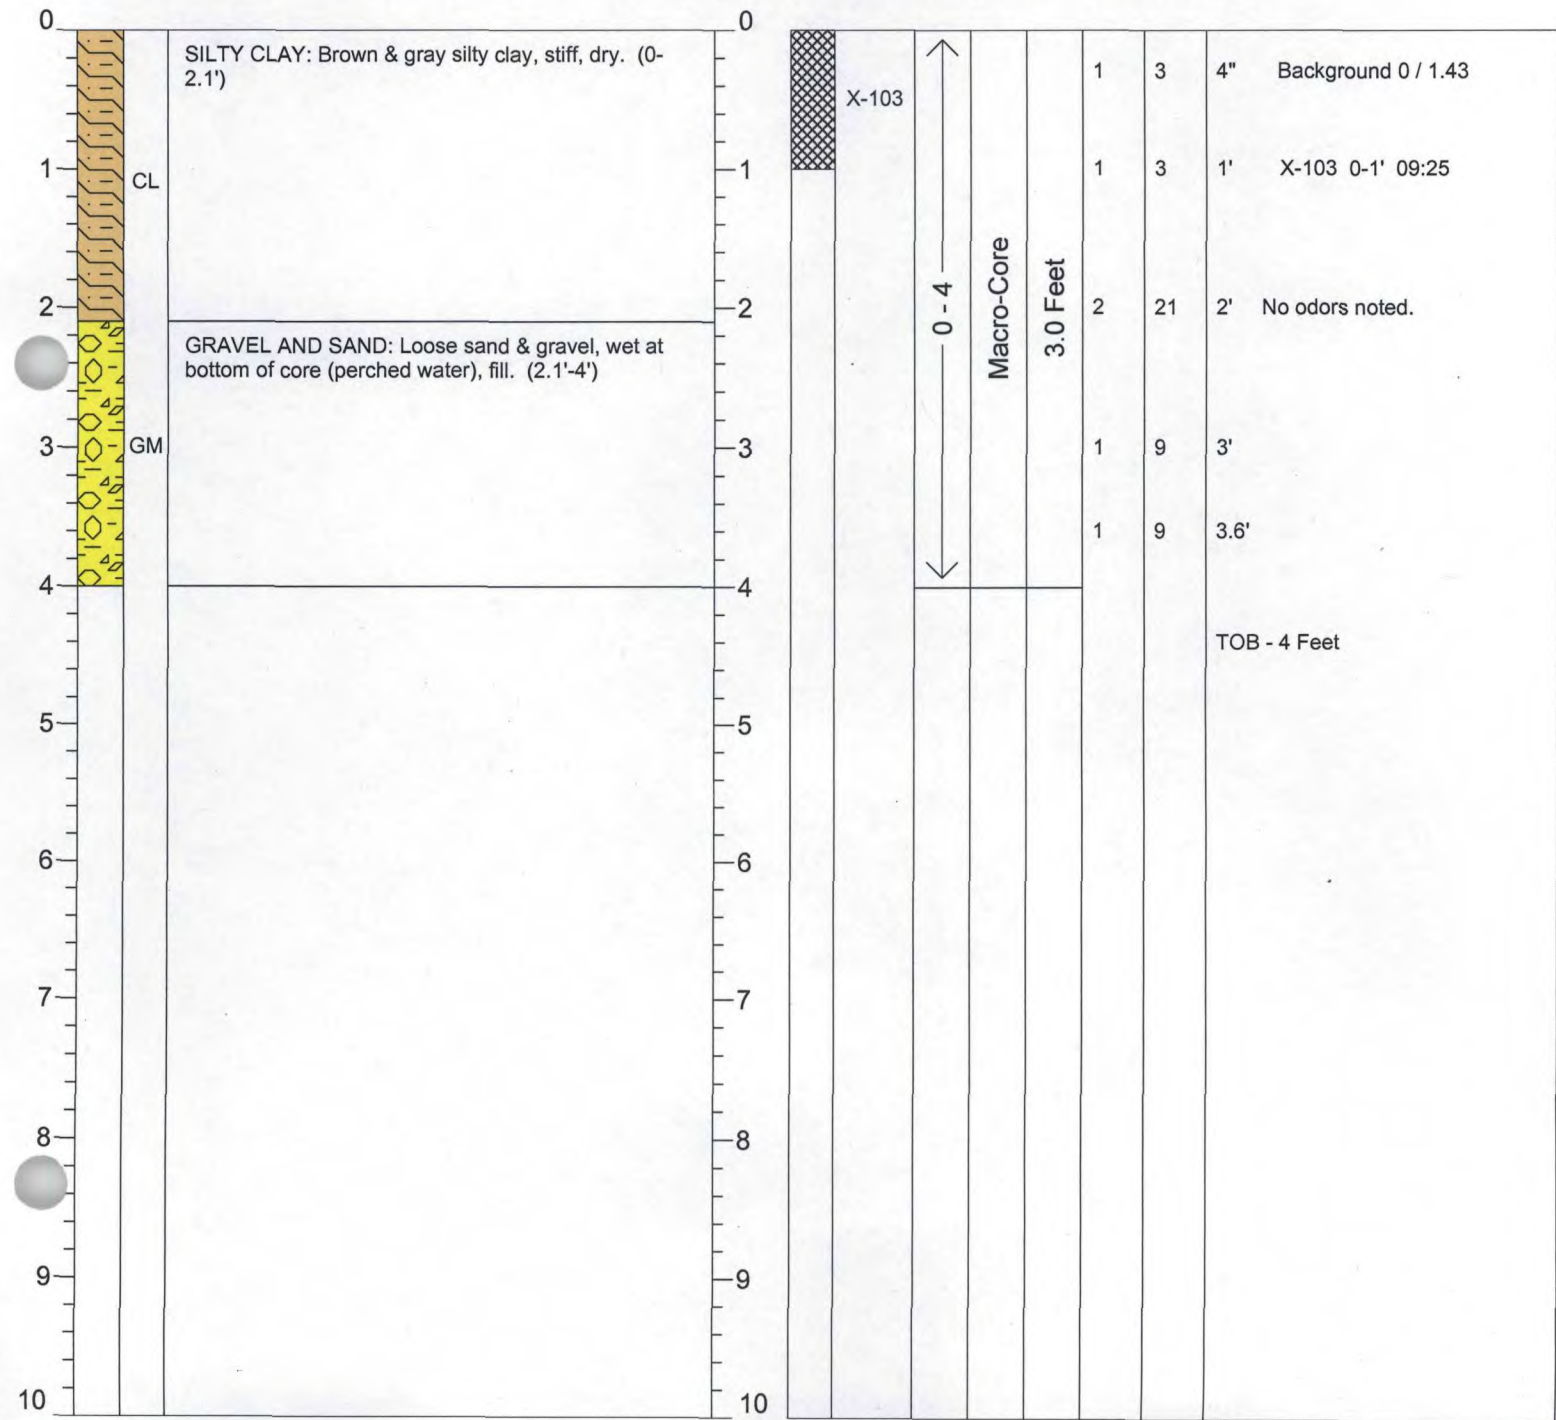 0
SILTY CLAY: Brown & gray silty clay, stiff, dry. (0-
2.1')
1
CL
2
GRAVEL AND SAND: Loose sand & gravel, wet at
bottom of core (perched water), fill. (2.1'-4')
3
GM
4
5
6
7
8
9
10
0
1
2
3
4
5
6
7
8
9
10
X-103
0 - 4
Macro-Core
3.0 Feet
1 3 4" Background 0 / 1.43
1 3 1' X-103 0-1' 09:25
2 21 2' No odors noted.
1 9 3'
1 9 3.6'
TOB - 4 Feet